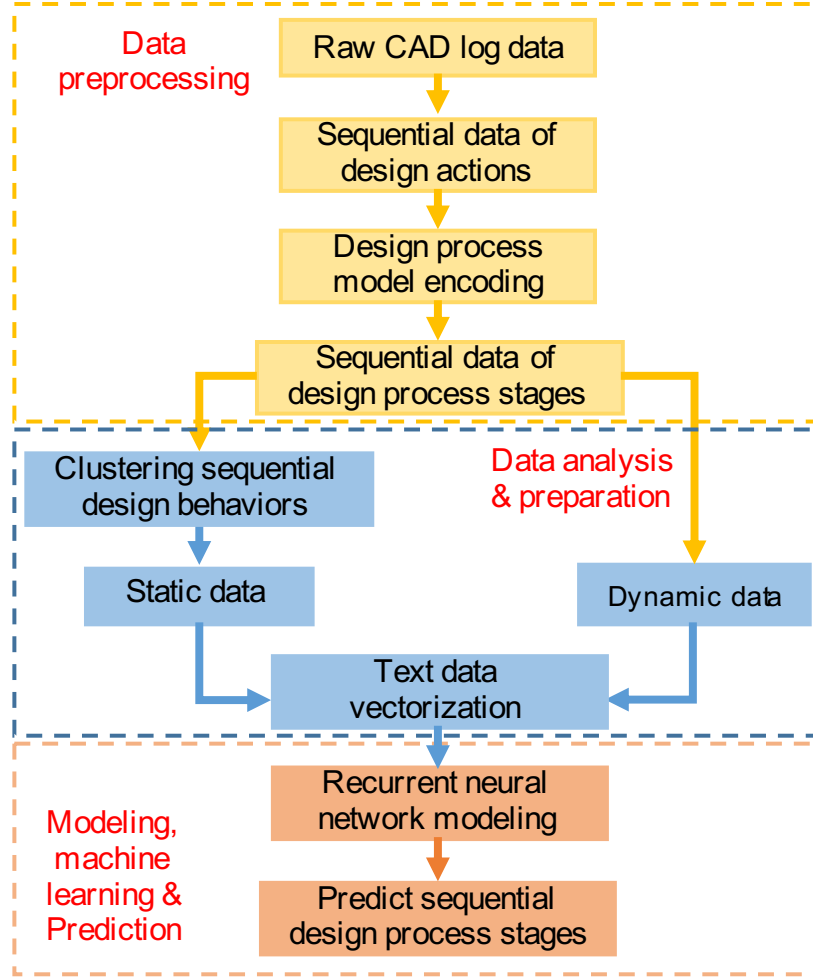 Data
preprocessing
Raw CAD log data
Sequential data of
design actions
Design process
model encoding
Sequential data of
design process stages
Clustering sequential
design behaviors
Data analysis
& preparation
Static data
Dynamic data
Text data
vectorization
Modeling,
machine
learning &
Prediction
Recurrent neural
network modeling
Predict sequential
design process stages